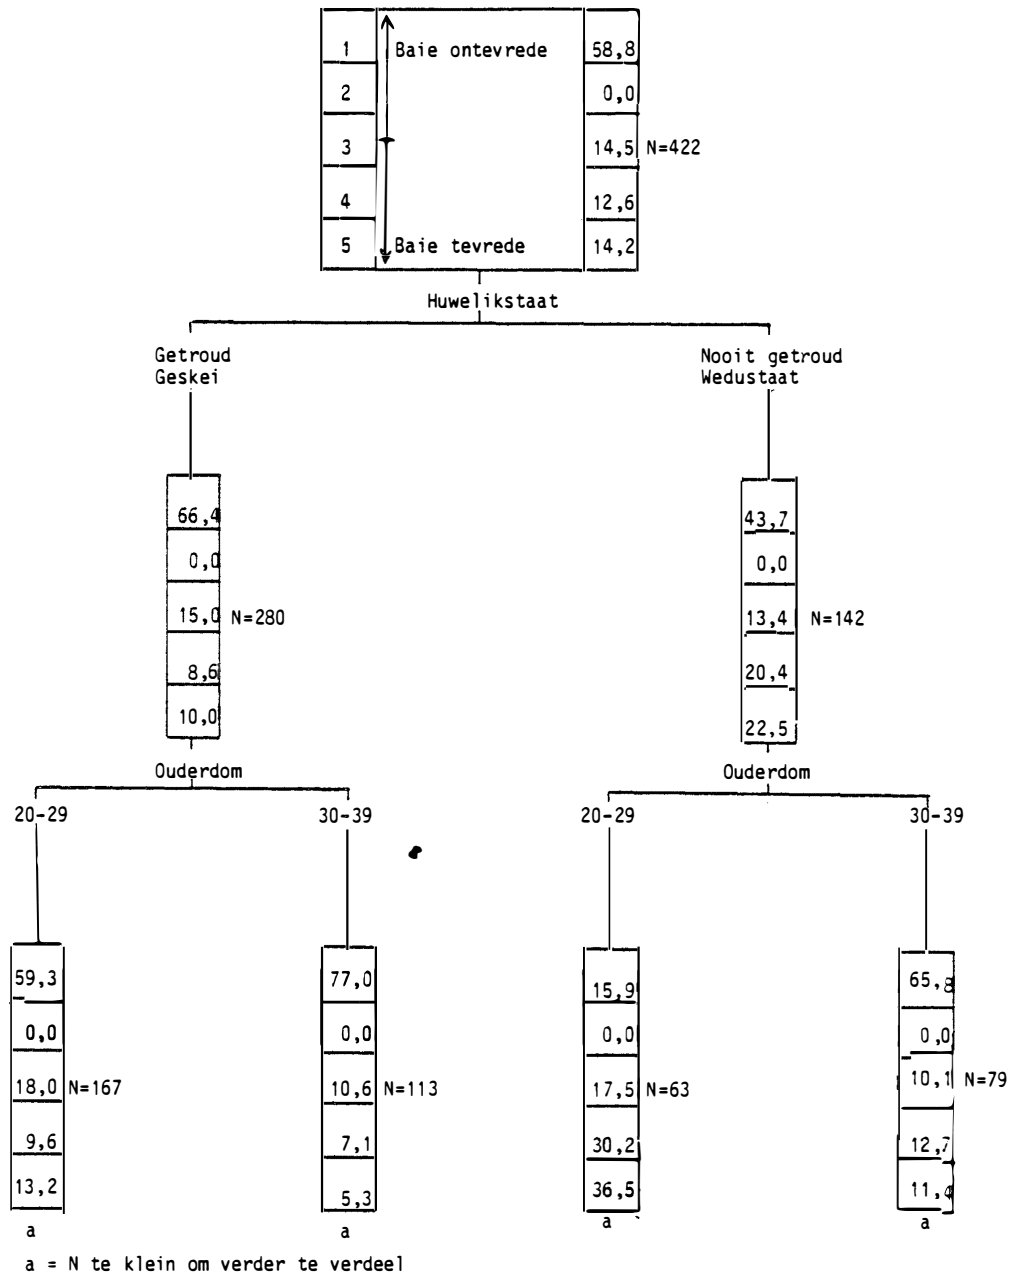 1 Baie ontevrede 58,8
2 0,0
3 14,5 N=422
4 12,6
5 Baie tevrede 14,2
Huwelikstaat
Getroud
Geskei
Nooit getroud
Wedustaat
66,4
0,0
15,0 N=280
8,6
10,0
43,7
0,0
13,4 N=142
20,4
22,5
Ouderdom
Ouderdom
20-29
30-39
20-29
30-39
59,3
0,0
18,0 N=167
9,6
13,2
a
77,0
0,0
10,6 N=113
7,1
5,3
a
15,9
0,0
17,5 N=63
30,2
36,5
a
65,8
0,0
10,1 N=79
12,7
11,4
a
a = N te klein om verder te verdeel